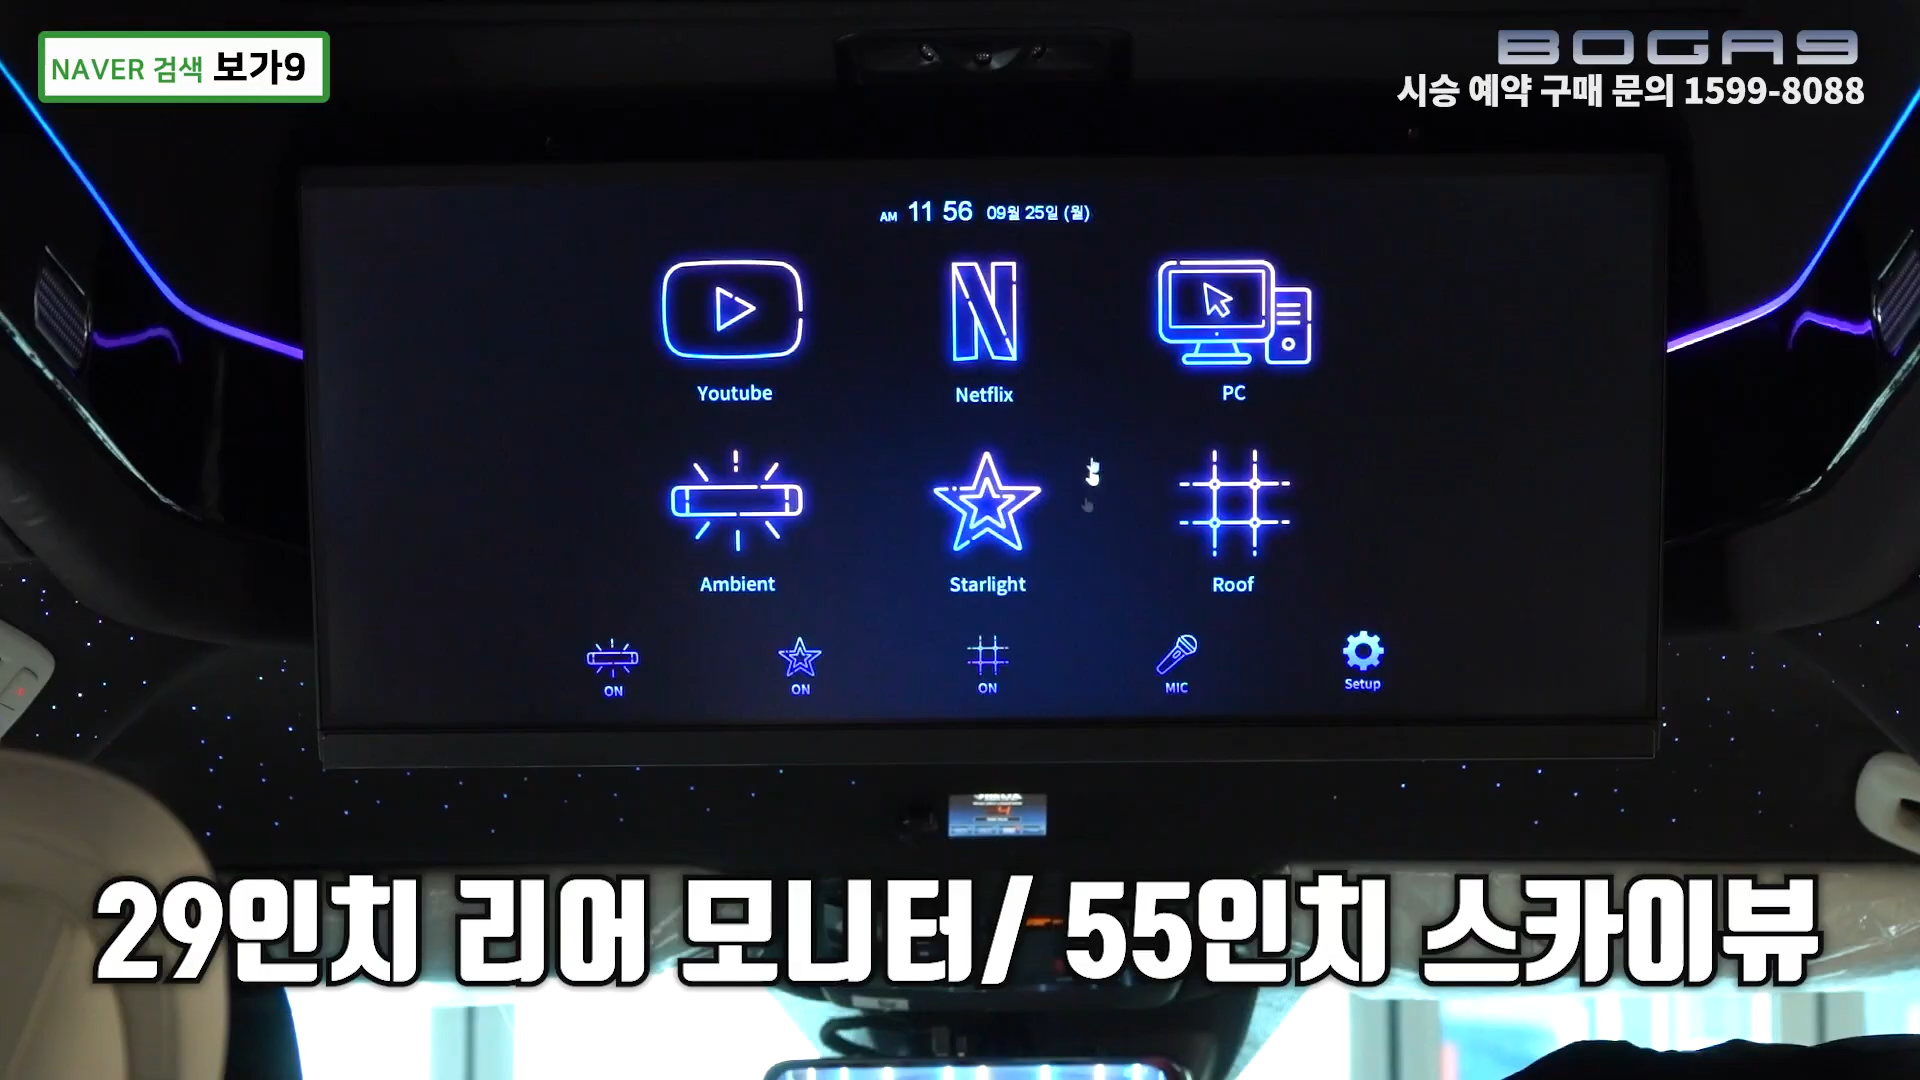 NAVER 검색 보가9
BOGA9
시승 예약 구매 문의 1599-8088
AM 11 56 09월 25일 (월)
Youtube
Netflix
PC
Ambient
Starlight
Roof
ON
ON
ON
MIC
Setup
29인치 리어 모니터/ 55인치 스카이뷰